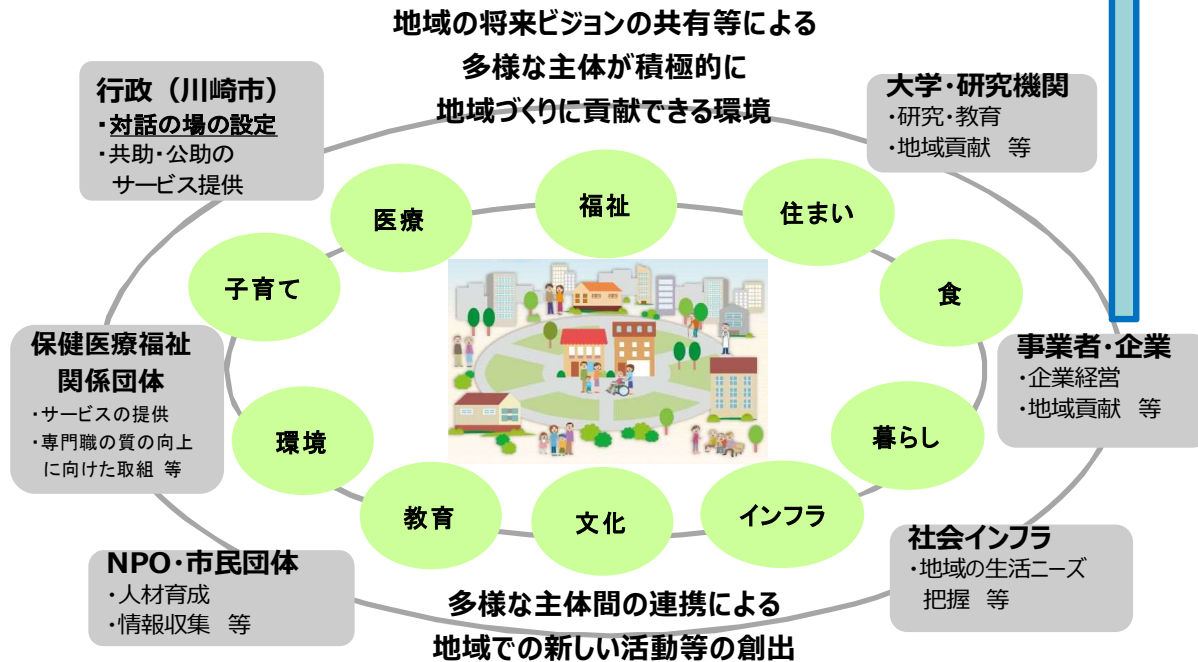 地域の将来ビジョンの共有等による
多様な主体が積極的に
地域づくりに貢献できる環境
行政（川崎市）
・対話の場の設定
・共助・公助の
サービス提供
大学・研究機関
・研究・教育
・地域貢献 等
医療
福祉
住まい
子育て
食
保健医療福祉
関係団体
・サービスの提供
・専門職の質の向上
に向けた取組 等
事業者・企業
・企業経営
・地域貢献 等
環境
暮らし
教育
文化
インフラ
NPO・市民団体
・人材育成
・情報収集 等
社会インフラ
・地域の生活ニーズ
把握 等
多様な主体間の連携による
地域での新しい活動等の創出